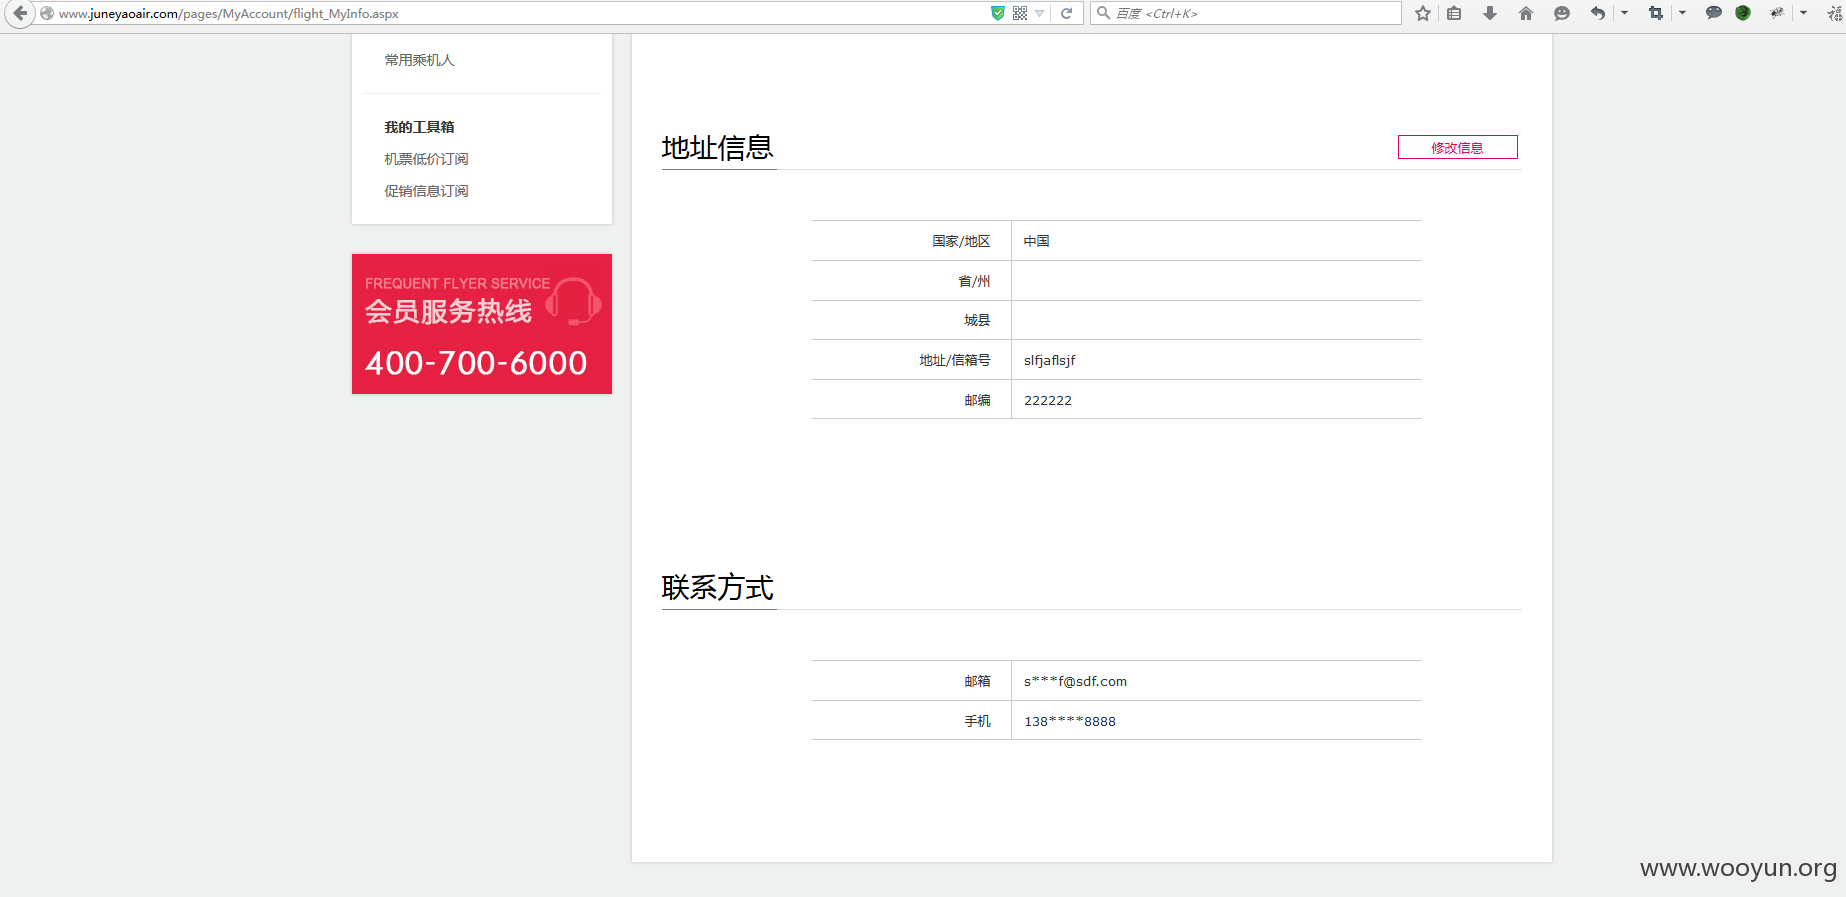 www.juneyaoair.com/pages/MyAccount/flight_MyInfo.aspx
百度 <Ctrl+K>
常用乘机人
我的工具箱
机票低价订阅
促销信息订阅
FREQUENT FLYER SERVICE
会员服务热线
400-700-6000
地址信息
修改信息
国家/地区 中国
省/州
城县
地址/信箱号 slfjaflsjf
邮编 222222
联系方式
邮箱 s***f@sdf.com
手机 138****8888
www.wooyun.org